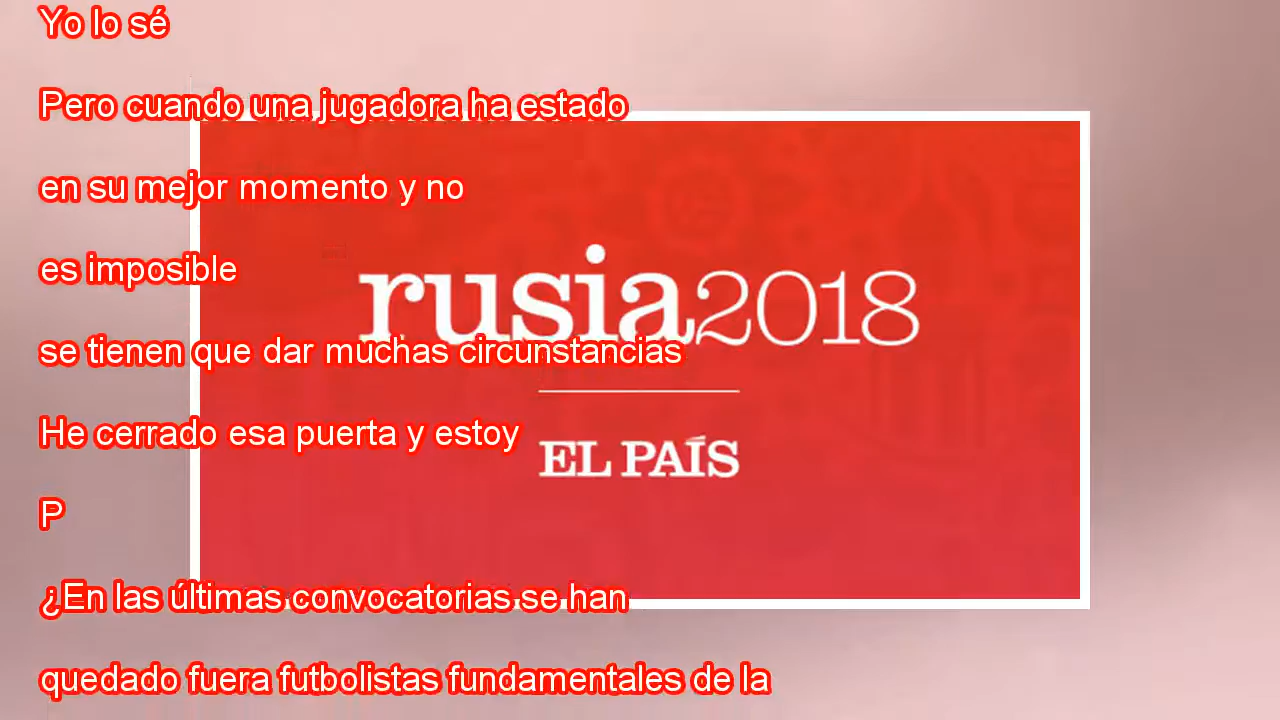 Yo lo sé
Pero cuando una jugadora ha estado
en su mejor momento y no
es imposible
rusia2018
se tienen que dar muchas circunstancias
He cerrado esa puerta y estoy
EL PAÍS
P
¿En las últimas convocatorias se han
quedado fuera futbolistas fundamentales de la